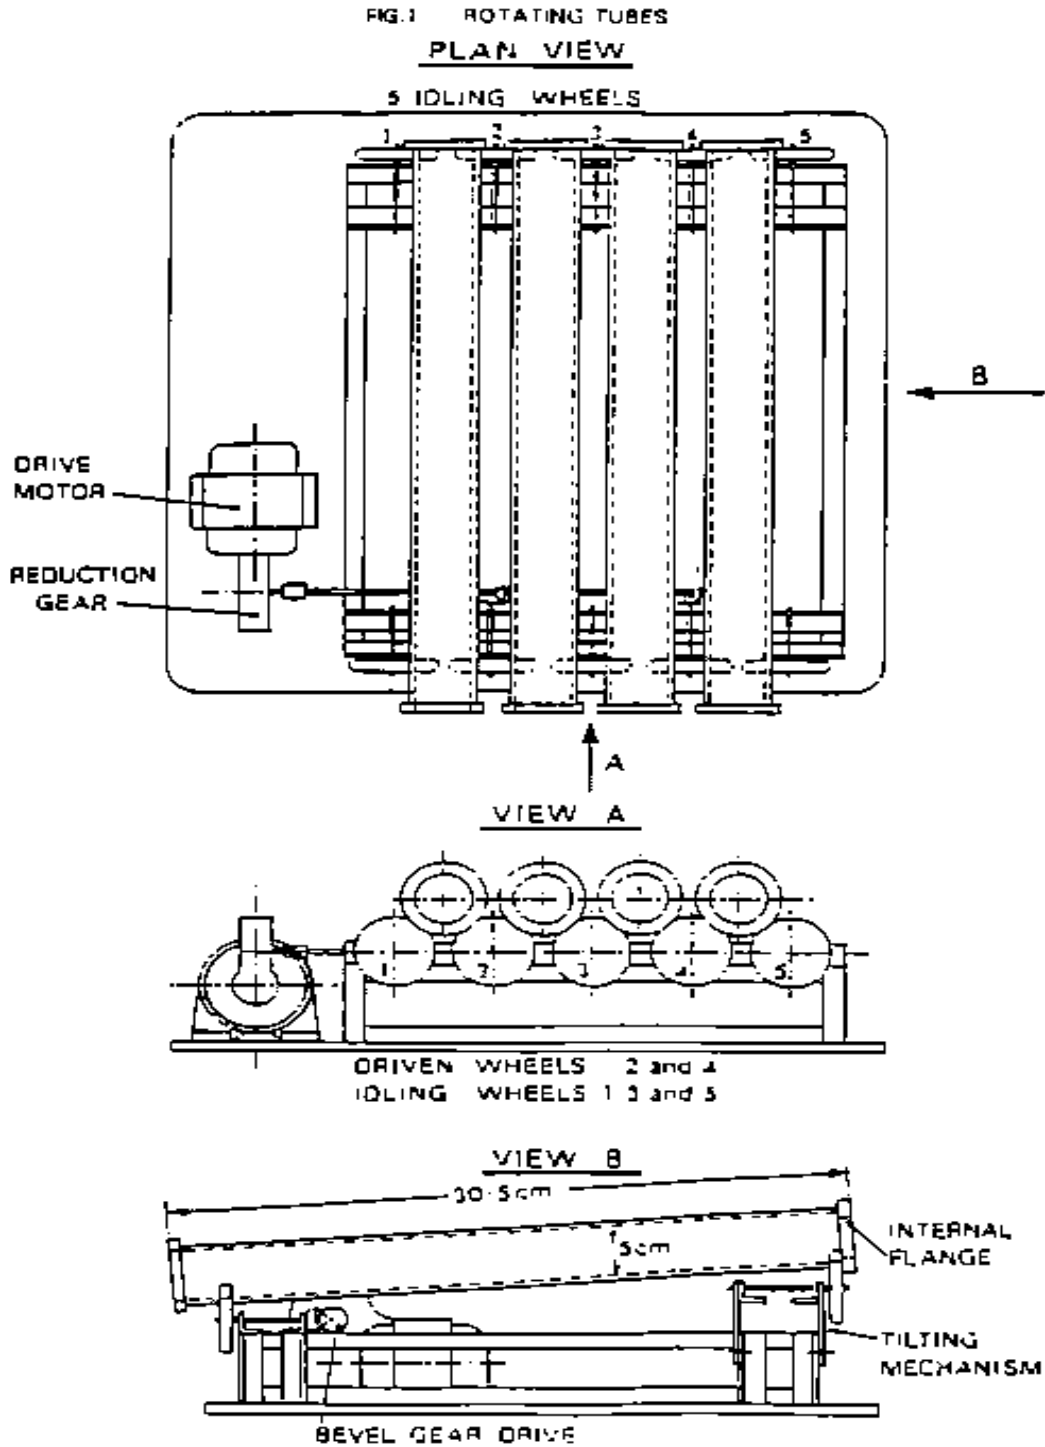 FIG.1 ROTATING TUBES
PLAN VIEW
5 IDLING WHEELS
1 2 3 4 5
B
DRIVE
MOTOR
REDUCTION
GEAR
A
VIEW A
1 2 3 4 5
DRIVEN WHEELS 2 and 4
IDLING WHEELS 1 3 and 5
VIEW B
30·5cm
5cm
INTERNAL
FLANGE
TILTING
MECHANISM
BEVEL GEAR DRIVE